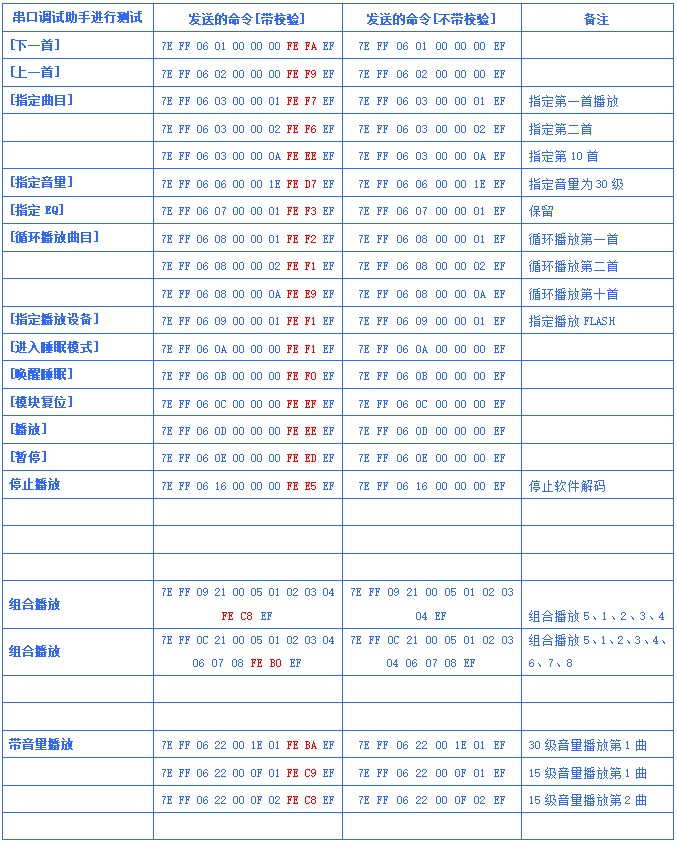 串口调试助手进行测试 发送的命令[带校验] 发送的命令[不带校验] 备注
[下一首] 7E FF 06 01 00 00 00 FE FA EF 7E FF 06 01 00 00 00 EF
[上一首] 7E FF 06 02 00 00 00 FE F9 EF 7E FF 06 02 00 00 00 EF
[指定曲目] 7E FF 06 03 00 00 01 FE F7 EF 7E FF 06 03 00 00 01 EF 指定第一首播放
7E FF 06 03 00 00 02 FE F6 EF 7E FF 06 03 00 00 02 EF 指定第二首
7E FF 06 03 00 00 0A FE EE EF 7E FF 06 03 00 00 0A EF 指定第10首
[指定音量] 7E FF 06 06 00 00 1E FE D7 EF 7E FF 06 06 00 00 1E EF 指定音量为30级
[指定EQ] 7E FF 06 07 00 00 01 FE F3 EF 7E FF 06 07 00 00 01 EF 保留
[循环播放曲目] 7E FF 06 08 00 00 01 FE F2 EF 7E FF 06 08 00 00 01 EF 循环播放第一首
7E FF 06 08 00 00 02 FE F1 EF 7E FF 06 08 00 00 02 EF 循环播放第二首
7E FF 06 08 00 00 0A FE E9 EF 7E FF 06 08 00 00 0A EF 循环播放第十首
[指定播放设备] 7E FF 06 09 00 00 01 FE F1 EF 7E FF 06 09 00 00 01 EF 指定播放FLASH
[进入睡眠模式] 7E FF 06 0A 00 00 00 FE F1 EF 7E FF 06 0A 00 00 00 EF
[唤醒睡眠] 7E FF 06 0B 00 00 00 FE F0 EF 7E FF 06 0B 00 00 00 EF
[模块复位] 7E FF 06 0C 00 00 00 FE EF EF 7E FF 06 0C 00 00 00 EF
[播放] 7E FF 06 0D 00 00 00 FE EE EF 7E FF 06 0D 00 00 00 EF
[暂停] 7E FF 06 0E 00 00 00 FE ED EF 7E FF 06 0E 00 00 00 EF
停止播放 7E FF 06 16 00 00 00 FE E5 EF 7E FF 06 16 00 00 00 EF 停止软件解码
组合播放 7E FF 09 21 00 05 01 02 03 04 7E FF 09 21 00 05 01 02 03
FE C8 EF 04 EF 组合播放5、1、2、3、4
组合播放 7E FF 0C 21 00 05 01 02 03 04 7E FF 0C 21 00 05 01 02 03 组合播放5、1、2、3、4、
06 07 08 FE B0 EF 04 06 07 08 EF 6、7、8
带音量播放 7E FF 06 22 00 1E 01 FE BA EF 7E FF 06 22 00 1E 01 EF 30级音量播放第1曲
7E FF 06 22 00 0F 01 FE C9 EF 7E FF 06 22 00 0F 01 EF 15级音量播放第1曲
7E FF 06 22 00 0F 02 FE C8 EF 7E FF 06 22 00 0F 02 EF 15级音量播放第2曲